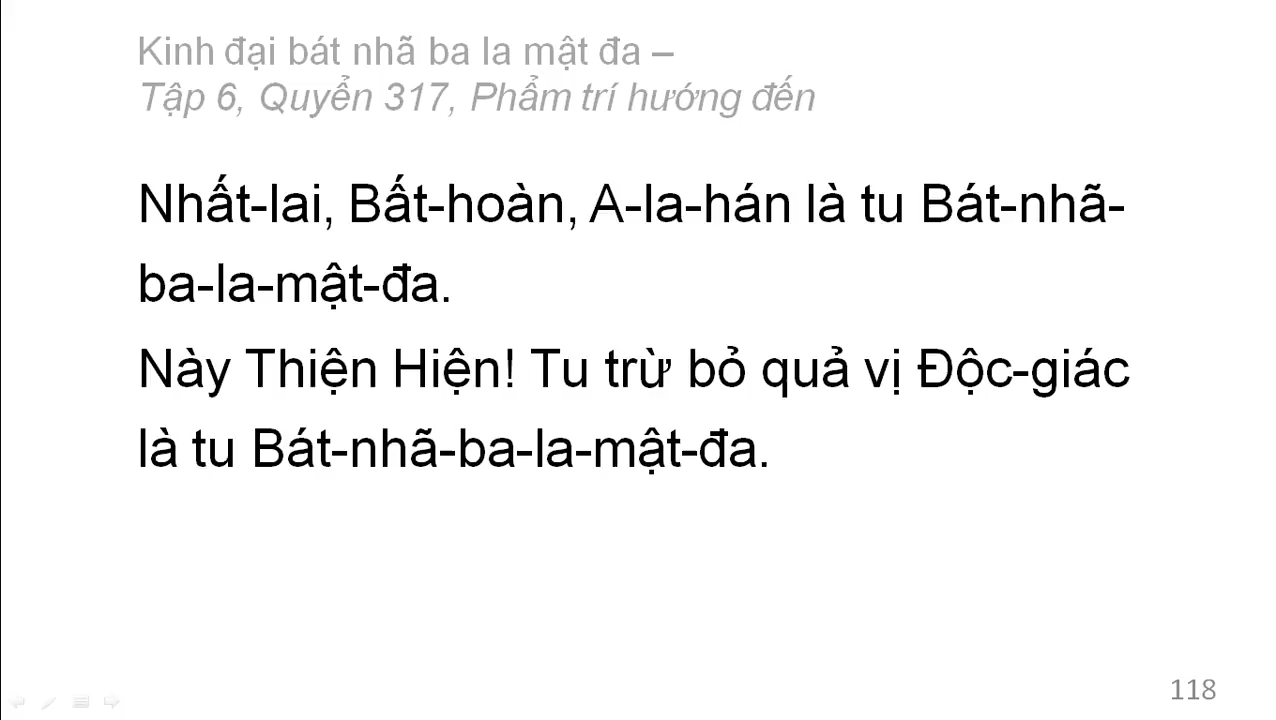 Kinh đại bát nhã ba la mật đa –
Tập 6, Quyển 317, Phẩm trí hướng đến
Nhất-lai, Bất-hoàn, A-la-hán là tu Bát-nhã-
ba-la-mật-đa.
Này Thiện Hiện! Tu trừ bỏ quả vị Độc-giác
là tu Bát-nhã-ba-la-mật-đa.
118